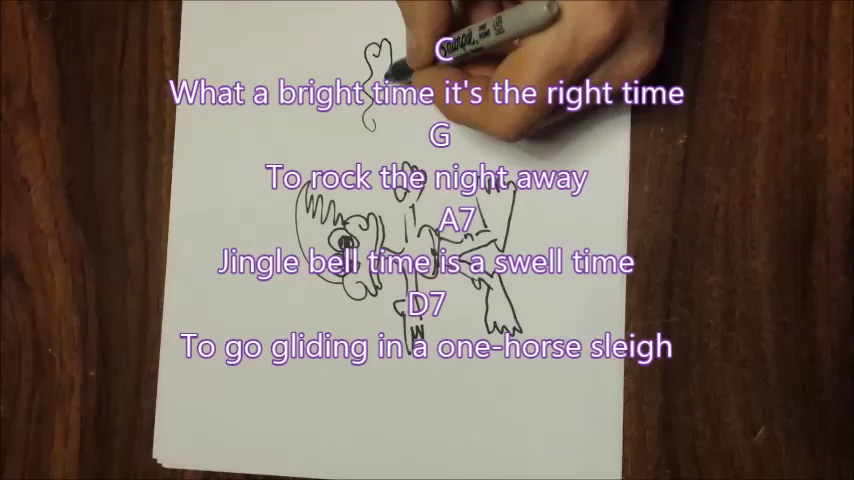 C
What a bright time it's the right time
G
To rock the night away
A7
Jingle bell time is a swell time
D7
To go gliding in a one-horse sleigh
Sharpie